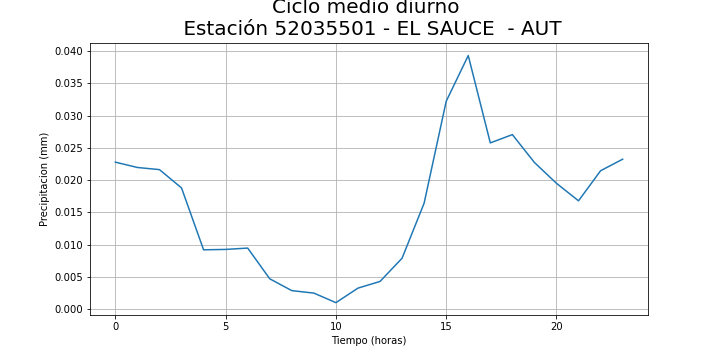 Ciclo medio diurno
Estación 52035501 - EL SAUCE - AUT
0.040
0.035
0.030
0.025
0.020
0.015
0.010
0.005
0.000
Precipitacion (mm)
0 5 10 15 20
Tiempo (horas)